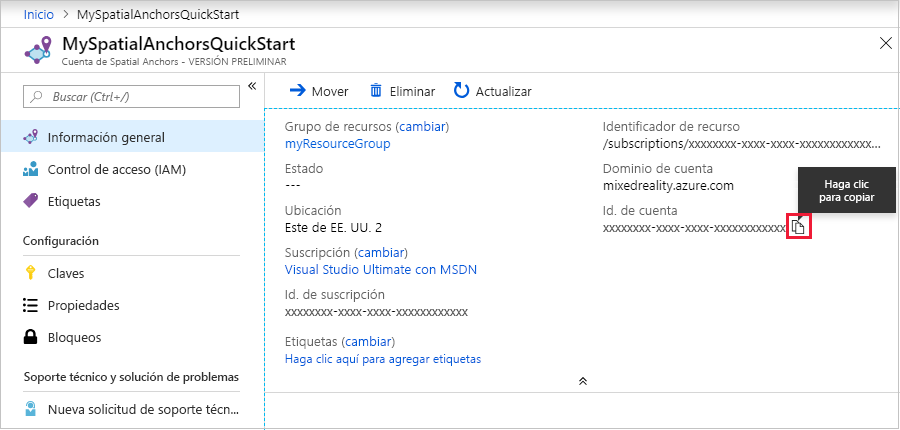 Inicio > MySpatialAnchorsQuickStart
MySpatialAnchorsQuickStart
Cuenta de Spatial Anchors - VERSIÓN PRELIMINAR
Buscar (Ctrl+/)
Información general
Control de acceso (IAM)
Etiquetas
Configuración
Claves
Propiedades
Bloqueos
Soporte técnico y solución de problemas
Nueva solicitud de soporte técn...
Mover
Eliminar
Actualizar
Grupo de recursos (cambiar)
myResourceGroup
Estado
---
Ubicación
Este de EE. UU. 2
Suscripción (cambiar)
Visual Studio Ultimate con MSDN
Id. de suscripción
xxxxxxxx-xxxx-xxxx-xxxxxxxxxxxx
Etiquetas (cambiar)
Haga clic aquí para agregar etiquetas
Identificador de recurso
/subscriptions/xxxxxxxx-xxxx-xxxx-xxxxxxxxxxxx...
Dominio de cuenta
mixedreality.azure.com
Id. de cuenta
xxxxxxxx-xxxx-xxxx-xxxxxxxxxxxx
Haga clic
para copiar